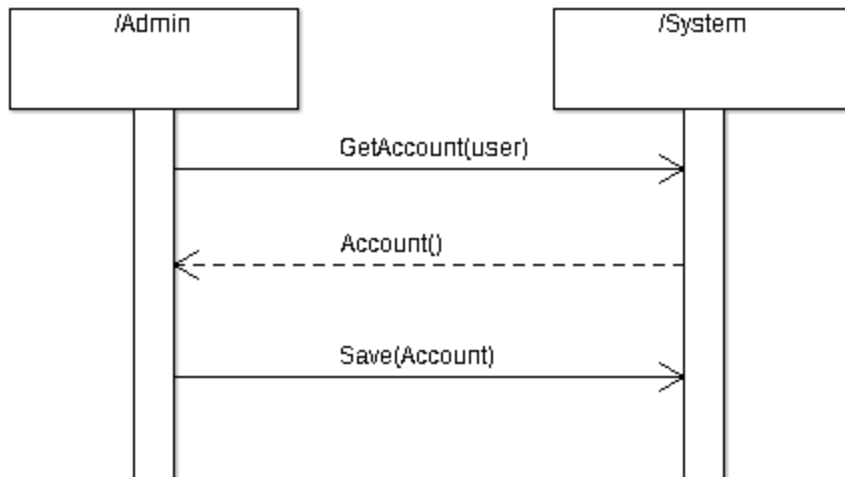 /Admin
/System
GetAccount(user)
Account()
Save(Account)